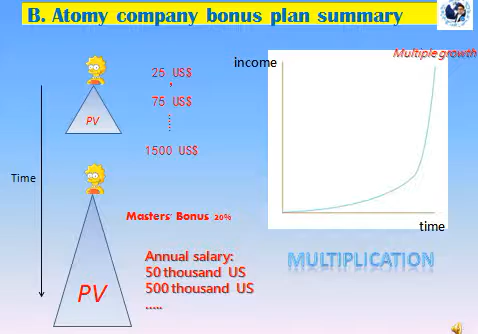 B. Atomy company bonus plan summary
Multiple growth
income
25 US$
,
75 US$
⋮
1500 US$
PV
Time
time
Masters' Bonus 20%
MULTIPLICATION
Annual salary:
50 thousand US
500 thousand US
.....
PV